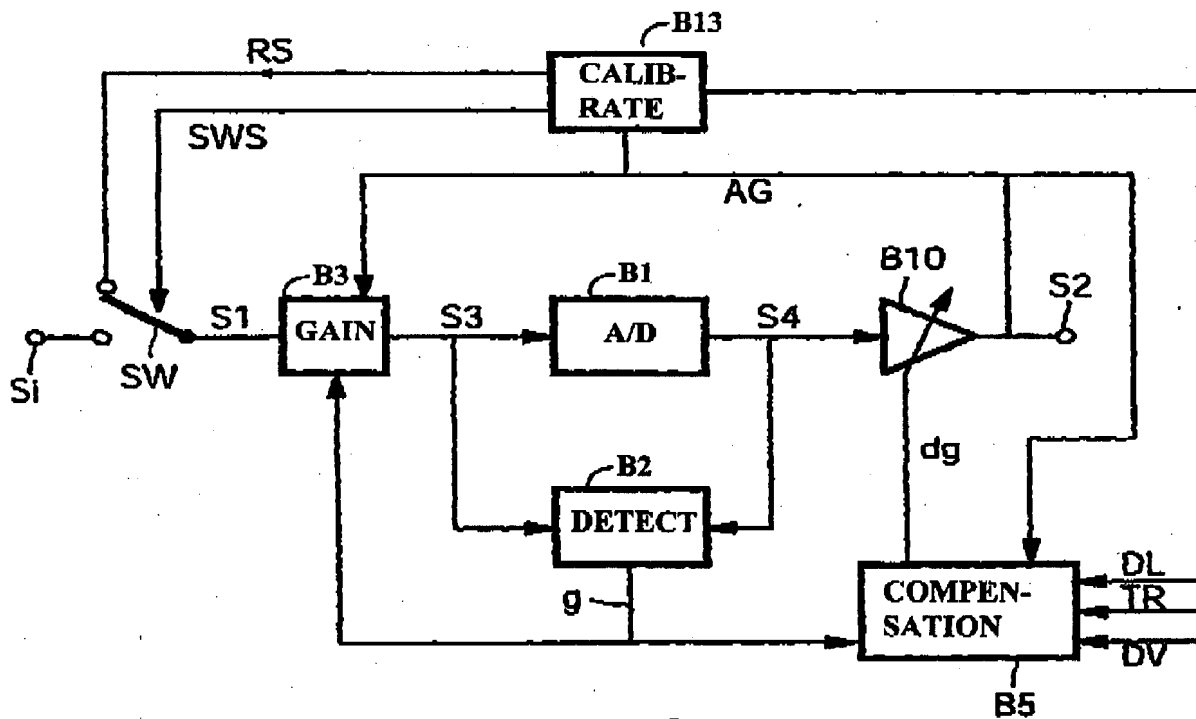 B13
RS
CALIB-
RATE
SWS
AG
B3
B1
B10
S2
S1
GAIN
S3
A/D
S4
Si
SW
dg
B2
DETECT
g
COMPEN-
SATION
DL
TR
DV
B5